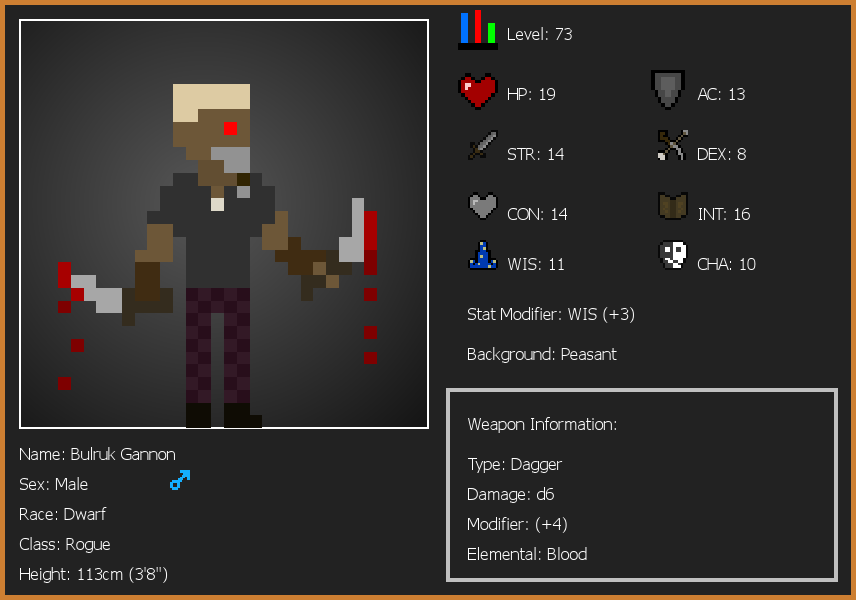 Level: 73
HP: 19
AC: 13
STR: 14
DEX: 8
CON: 14
INT: 16
WIS: 11
CHA: 10
Stat Modifier: WIS (+3)
Background: Peasant
Name: Bulruk Gannon
Sex: Male
Race: Dwarf
Class: Rogue
Height: 113cm (3'8")
Weapon Information:
Type: Dagger
Damage: d6
Modifier: (+4)
Elemental: Blood